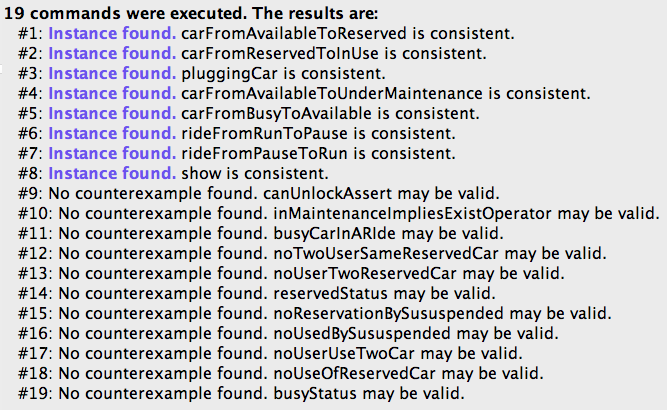 19 commands were executed. The results are:
#1: Instance found. carFromAvailableToReserved is consistent.
#2: Instance found. carFromReservedToInUse is consistent.
#3: Instance found. pluggingCar is consistent.
#4: Instance found. carFromAvailableToUnderMaintenance is consistent.
#5: Instance found. carFromBusyToAvailable is consistent.
#6: Instance found. rideFromRunToPause is consistent.
#7: Instance found. rideFromPauseToRun is consistent.
#8: Instance found. show is consistent.
#9: No counterexample found. canUnlockAssert may be valid.
#10: No counterexample found. inMaintenanceImpliesExistOperator may be valid.
#11: No counterexample found. busyCarInARIde may be valid.
#12: No counterexample found. noTwoUserSameReservedCar may be valid.
#13: No counterexample found. noUserTwoReservedCar may be valid.
#14: No counterexample found. reservedStatus may be valid.
#15: No counterexample found. noReservationBySususpended may be valid.
#16: No counterexample found. noUsedBySususpended may be valid.
#17: No counterexample found. noUserUseTwoCar may be valid.
#18: No counterexample found. noUseOfReservedCar may be valid.
#19: No counterexample found. busyStatus may be valid.